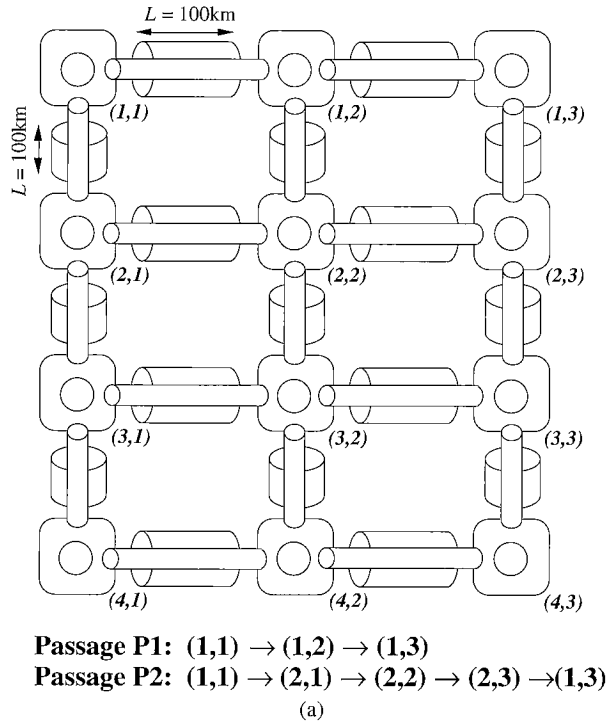 L = 100km
(1,1)
(1,2)
(1,3)
L = 100km
(2,1)
(2,2)
(2,3)
(3,1)
(3,2)
(3,3)
(4,1)
(4,2)
(4,3)
Passage P1: (1,1) → (1,2) → (1,3)
Passage P2: (1,1) → (2,1) → (2,2) → (2,3) →(1,3)
(a)